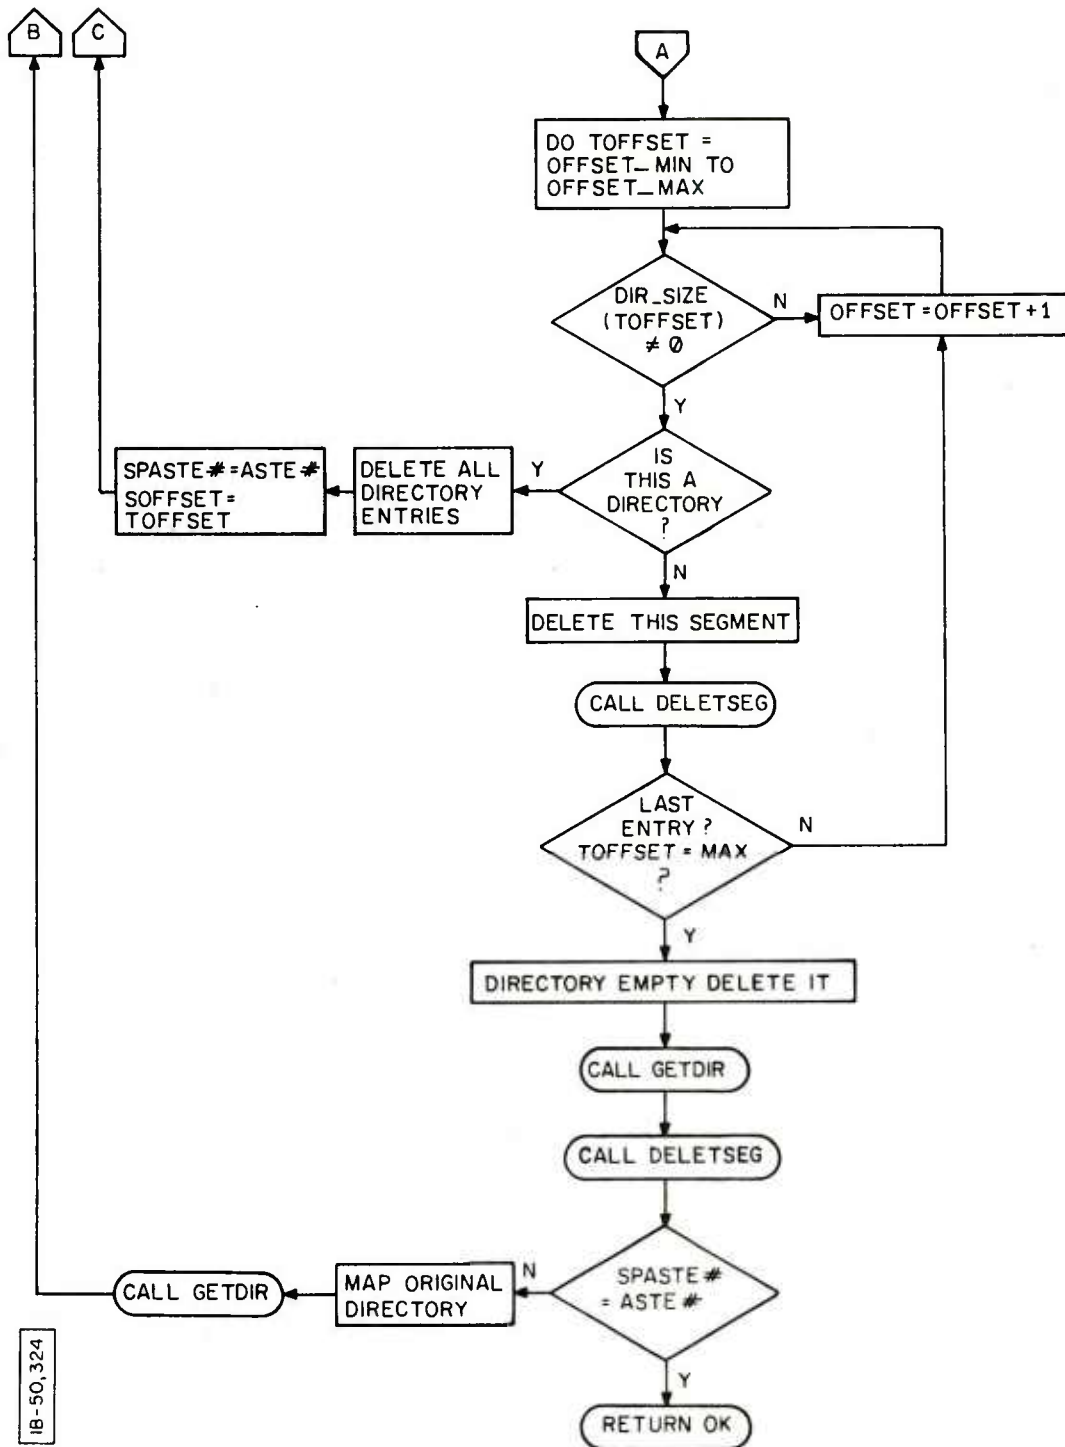 B
C
A
DO TOFFSET =
OFFSET_MIN TO
OFFSET_MAX
DIR_SIZE
(TOFFSET)
≠ 0
N
OFFSET=OFFSET+1
Y
IS
THIS A
DIRECTORY
?
Y
DELETE ALL
DIRECTORY
ENTRIES
SPASTE#=ASTE#
SOFFSET=
TOFFSET
N
DELETE THIS SEGMENT
CALL DELETSEG
LAST
ENTRY?
TOFFSET = MAX
?
N
Y
DIRECTORY EMPTY DELETE IT
CALL GETDIR
CALL DELETSEG
SPASTE#
= ASTE#
N
MAP ORIGINAL
DIRECTORY
CALL GETDIR
Y
RETURN OK
IB-50,324